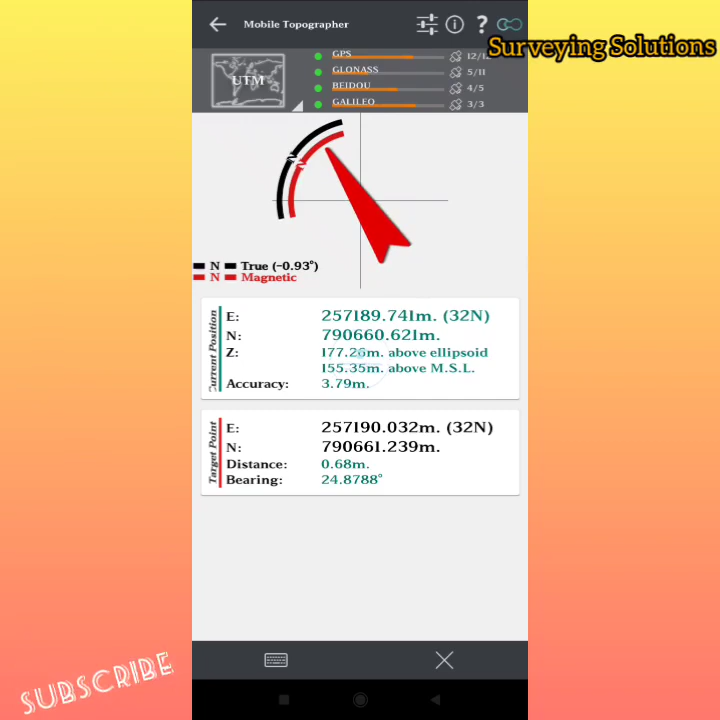 Mobile Topographer
Surveying Solutions
UTM
GPS
GLONASS 5/11
BEIDOU 4/5
GALILEO 3/3
N True (-0.93°)
N Magnetic
Current Position
E: 257189.741m. (32N)
N: 790660.621m.
Z: 177.26m. above ellipsoid
155.35m. above M.S.L.
Accuracy: 3.79m.
Target Point
E: 257190.032m. (32N)
N: 790661.239m.
Distance: 0.68m.
Bearing: 24.8788°
SUBSCRIBE